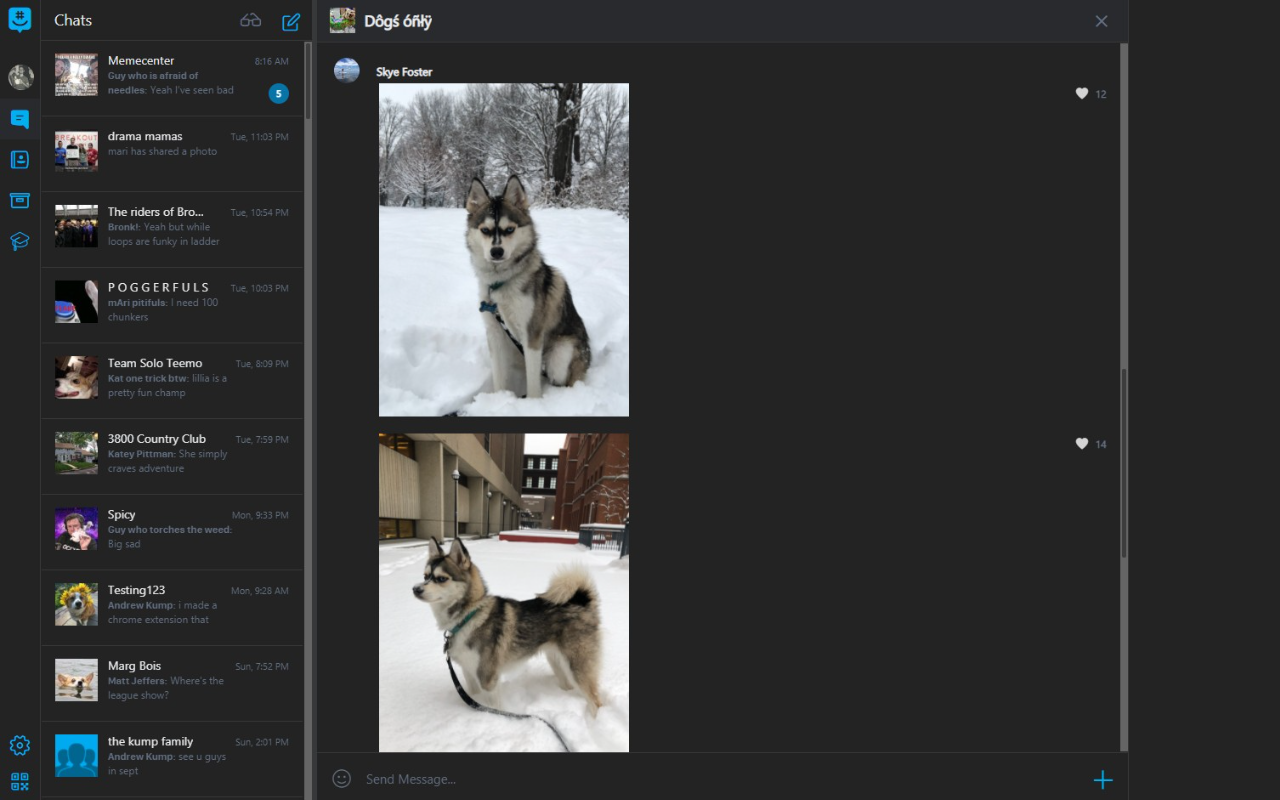 Chats
Memecenter
8:16 AM
Guy who is afraid of
needles: Yeah I've seen bad
5
drama mamas
Tue, 11:03 PM
mari has shared a photo
The riders of Bro...
Tue, 10:54 PM
Bronk!: Yeah but while
loops are funky in ladder
P O G G E R F U L S
Tue, 10:03 PM
mAri pitifuls: I need 100
chunkers
Team Solo Teemo
Tue, 8:09 PM
Kat one trick btw: lillia is a
pretty fun champ
3800 Country Club
Tue, 7:59 PM
Katey Pittman: She simply
craves adventure
Spicy
Mon, 9:33 PM
Guy who torches the weed:
Big sad
Testing123
Mon, 9:28 AM
Andrew Kump: i made a
chrome extension that
Marg Bois
Sun, 7:52 PM
Matt Jeffers: Where's the
league show?
the kump family
Sun, 2:01 PM
Andrew Kump: see u guys
in sept
Dôgś óñłÿ
Skye Foster
12
14
Send Message...